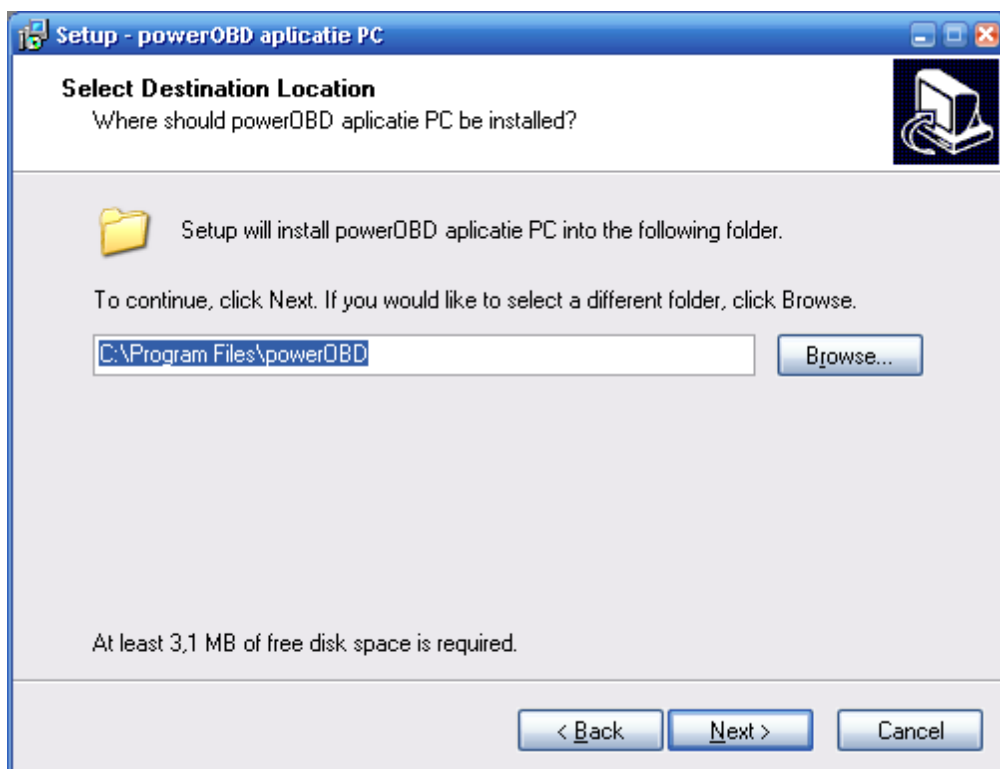 Setup - powerOBD aplicatie PC
Select Destination Location
Where should powerOBD aplicatie PC be installed?
Setup will install powerOBD aplicatie PC into the following folder.
To continue, click Next. If you would like to select a different folder, click Browse.
C:\Program Files\powerOBD
Browse...
At least 3,1 MB of free disk space is required.
< Back
Next >
Cancel